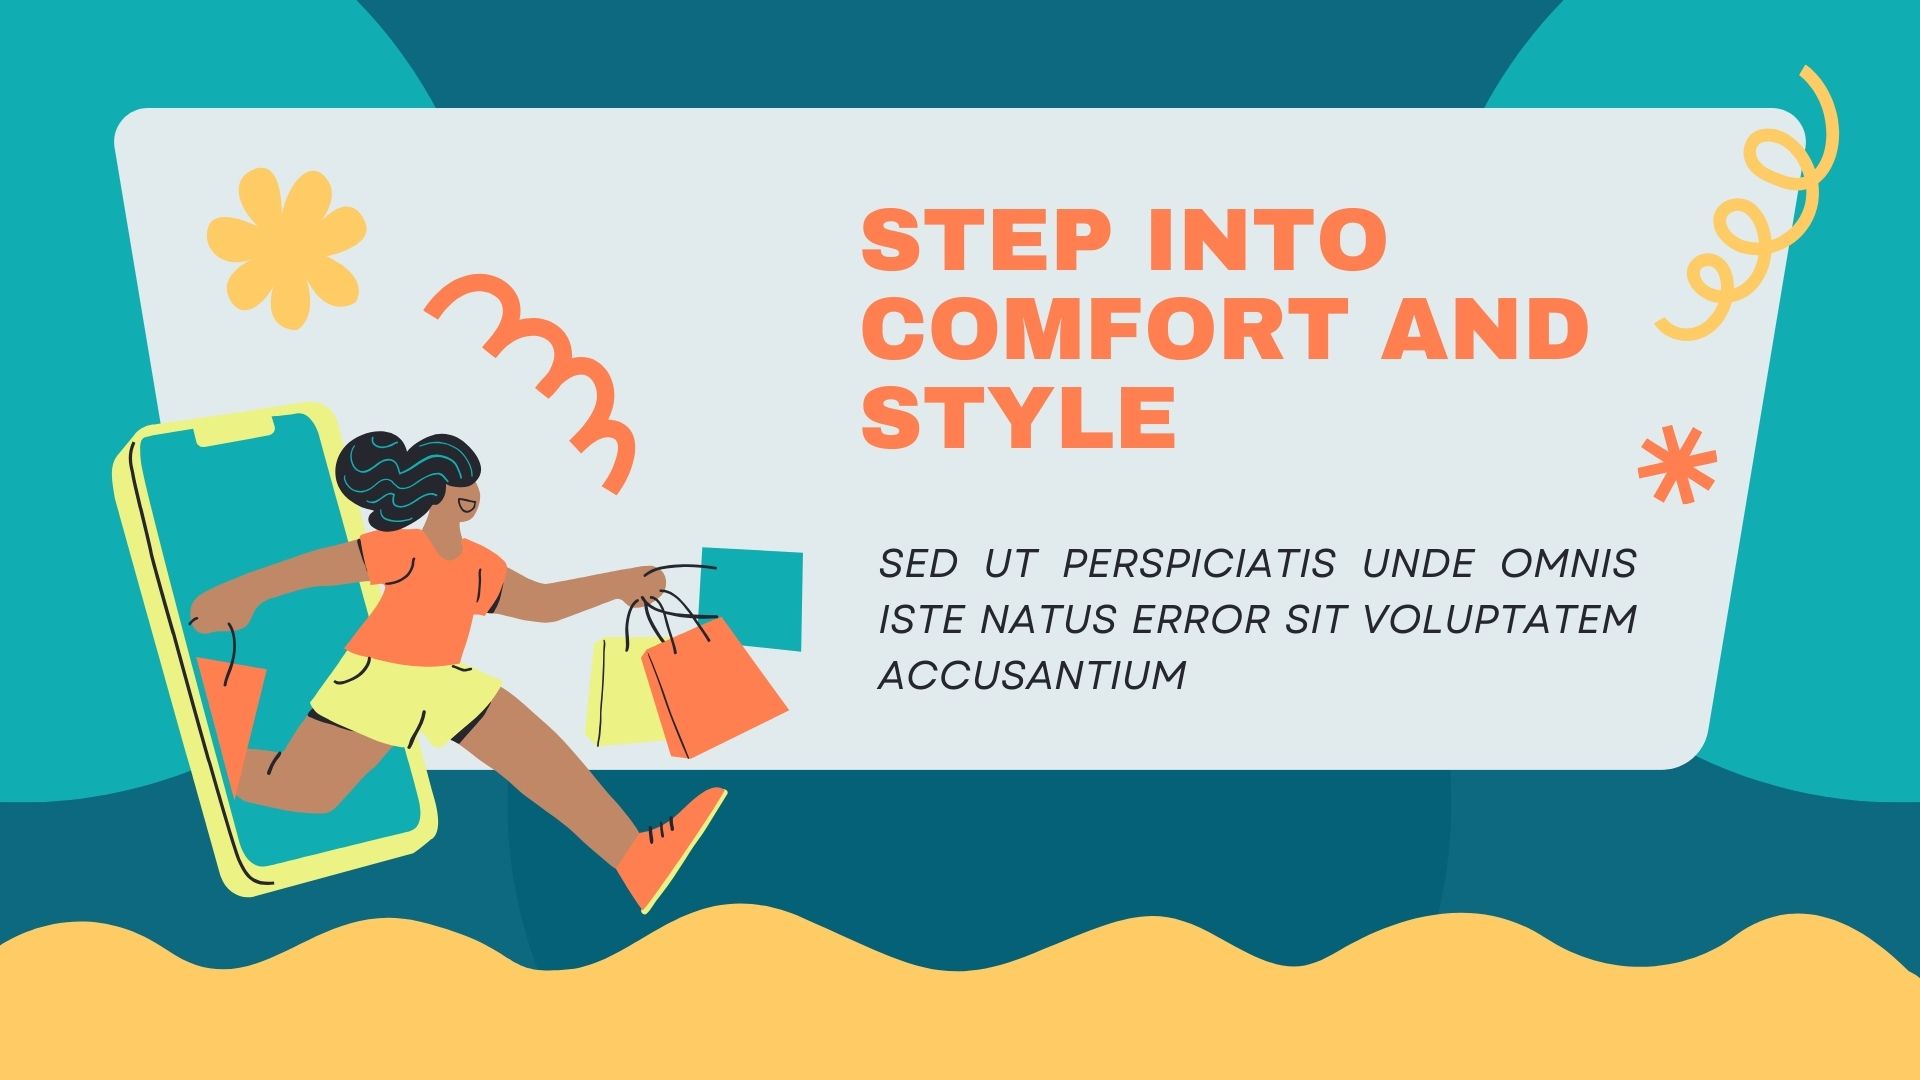 STEP INTO
COMFORT AND
STYLE
SED UT PERSPICIATIS UNDE OMNIS
ISTE NATUS ERROR SIT VOLUPTATEM
ACCUSANTIUM